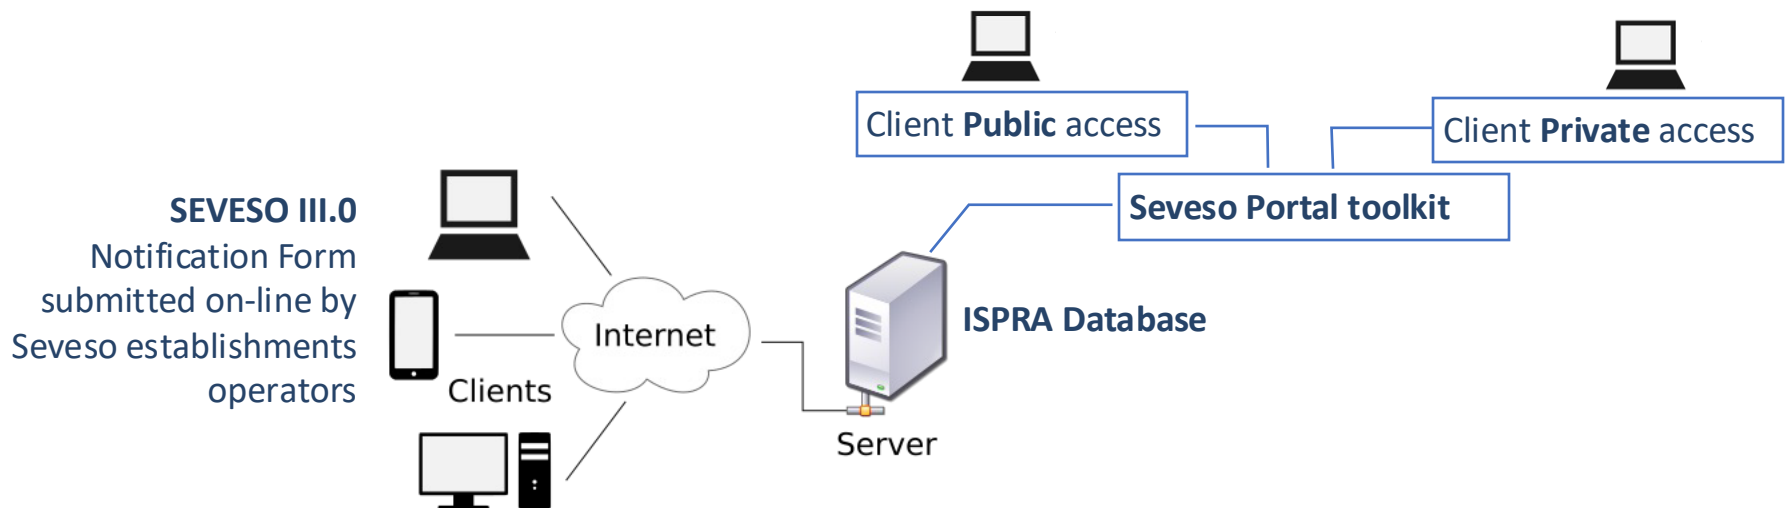 Client Public access
Client Private access
Seveso Portal toolkit
SEVESO III.0
Notification Form
submitted on-line by
Seveso establishments
operators
Internet
ISPRA Database
Clients
Server